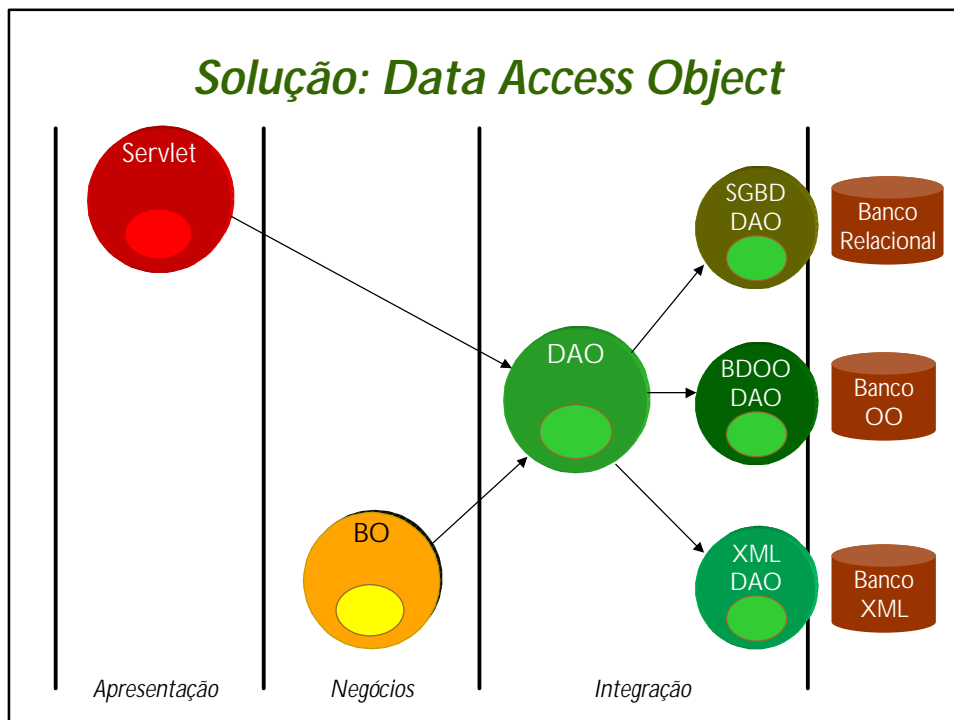 Solução: Data Access Object
Servlet
SGBD
DAO
Banco
Relacional
DAO
BDOO
DAO
Banco
OO
BO
XML
DAO
Banco
XML
Apresentação
Negócios
Integração